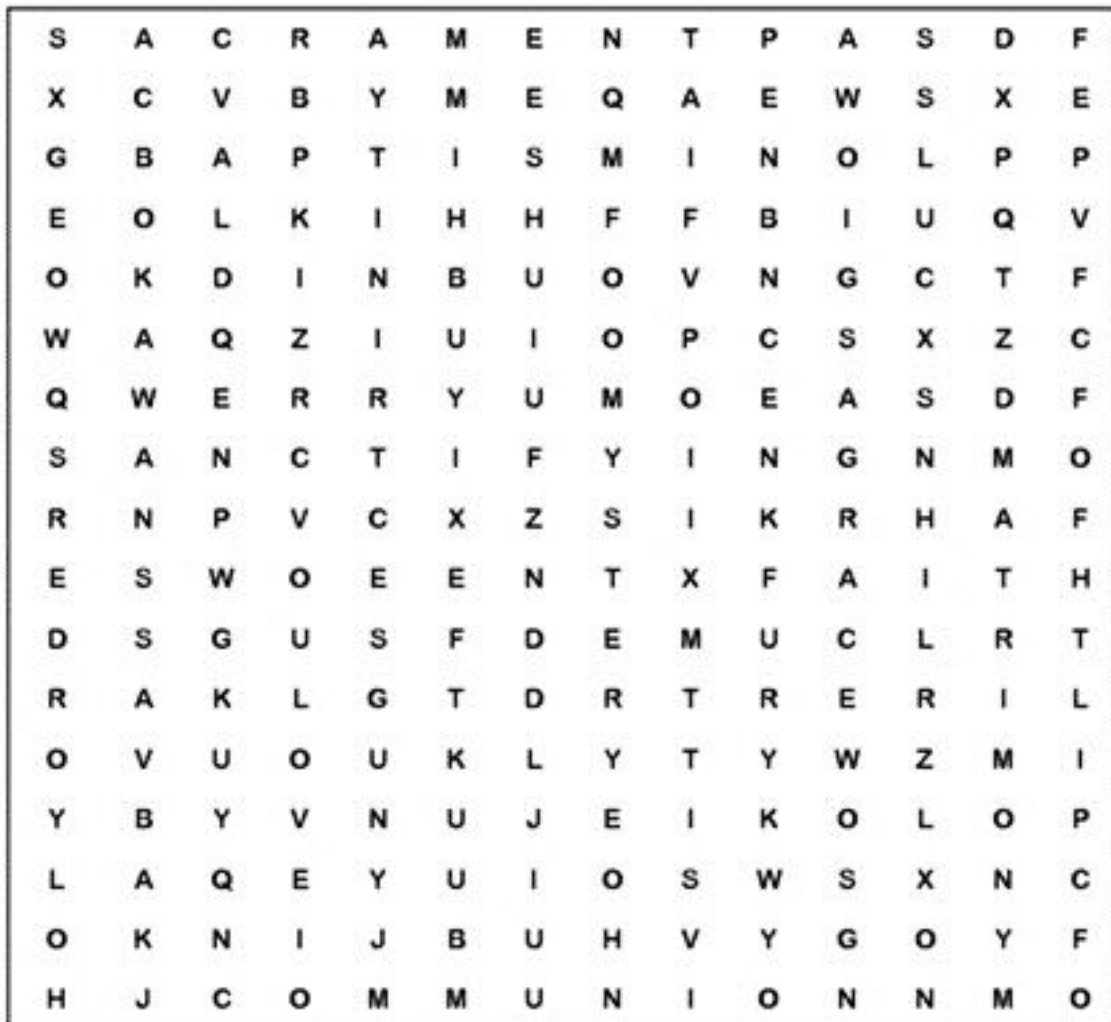 S A C R A M E N T P A S D F
X C V B Y M E Q A E W S X E
G B A P T I S M I N O L P P
E O L K I H H F F B I U Q V
O K D I N B U O V N G C T F
W A Q Z I U I O P C S X Z C
Q W E R R Y U M O E A S D F
S A N C T I F Y I N G N M O
R N P V C X Z S I K R H A F
E S W O E E N T X F A I T H
D S G U S F D E M U C L R T
R A K L G T D R T R E R I L
O V U O U K L Y T Y W Z M I
Y B Y V N U J E I K O L O P
L A Q E Y U I O S W S X N C
O K N I J B U H V Y G O Y F
H J C O M M U N I O N N M O